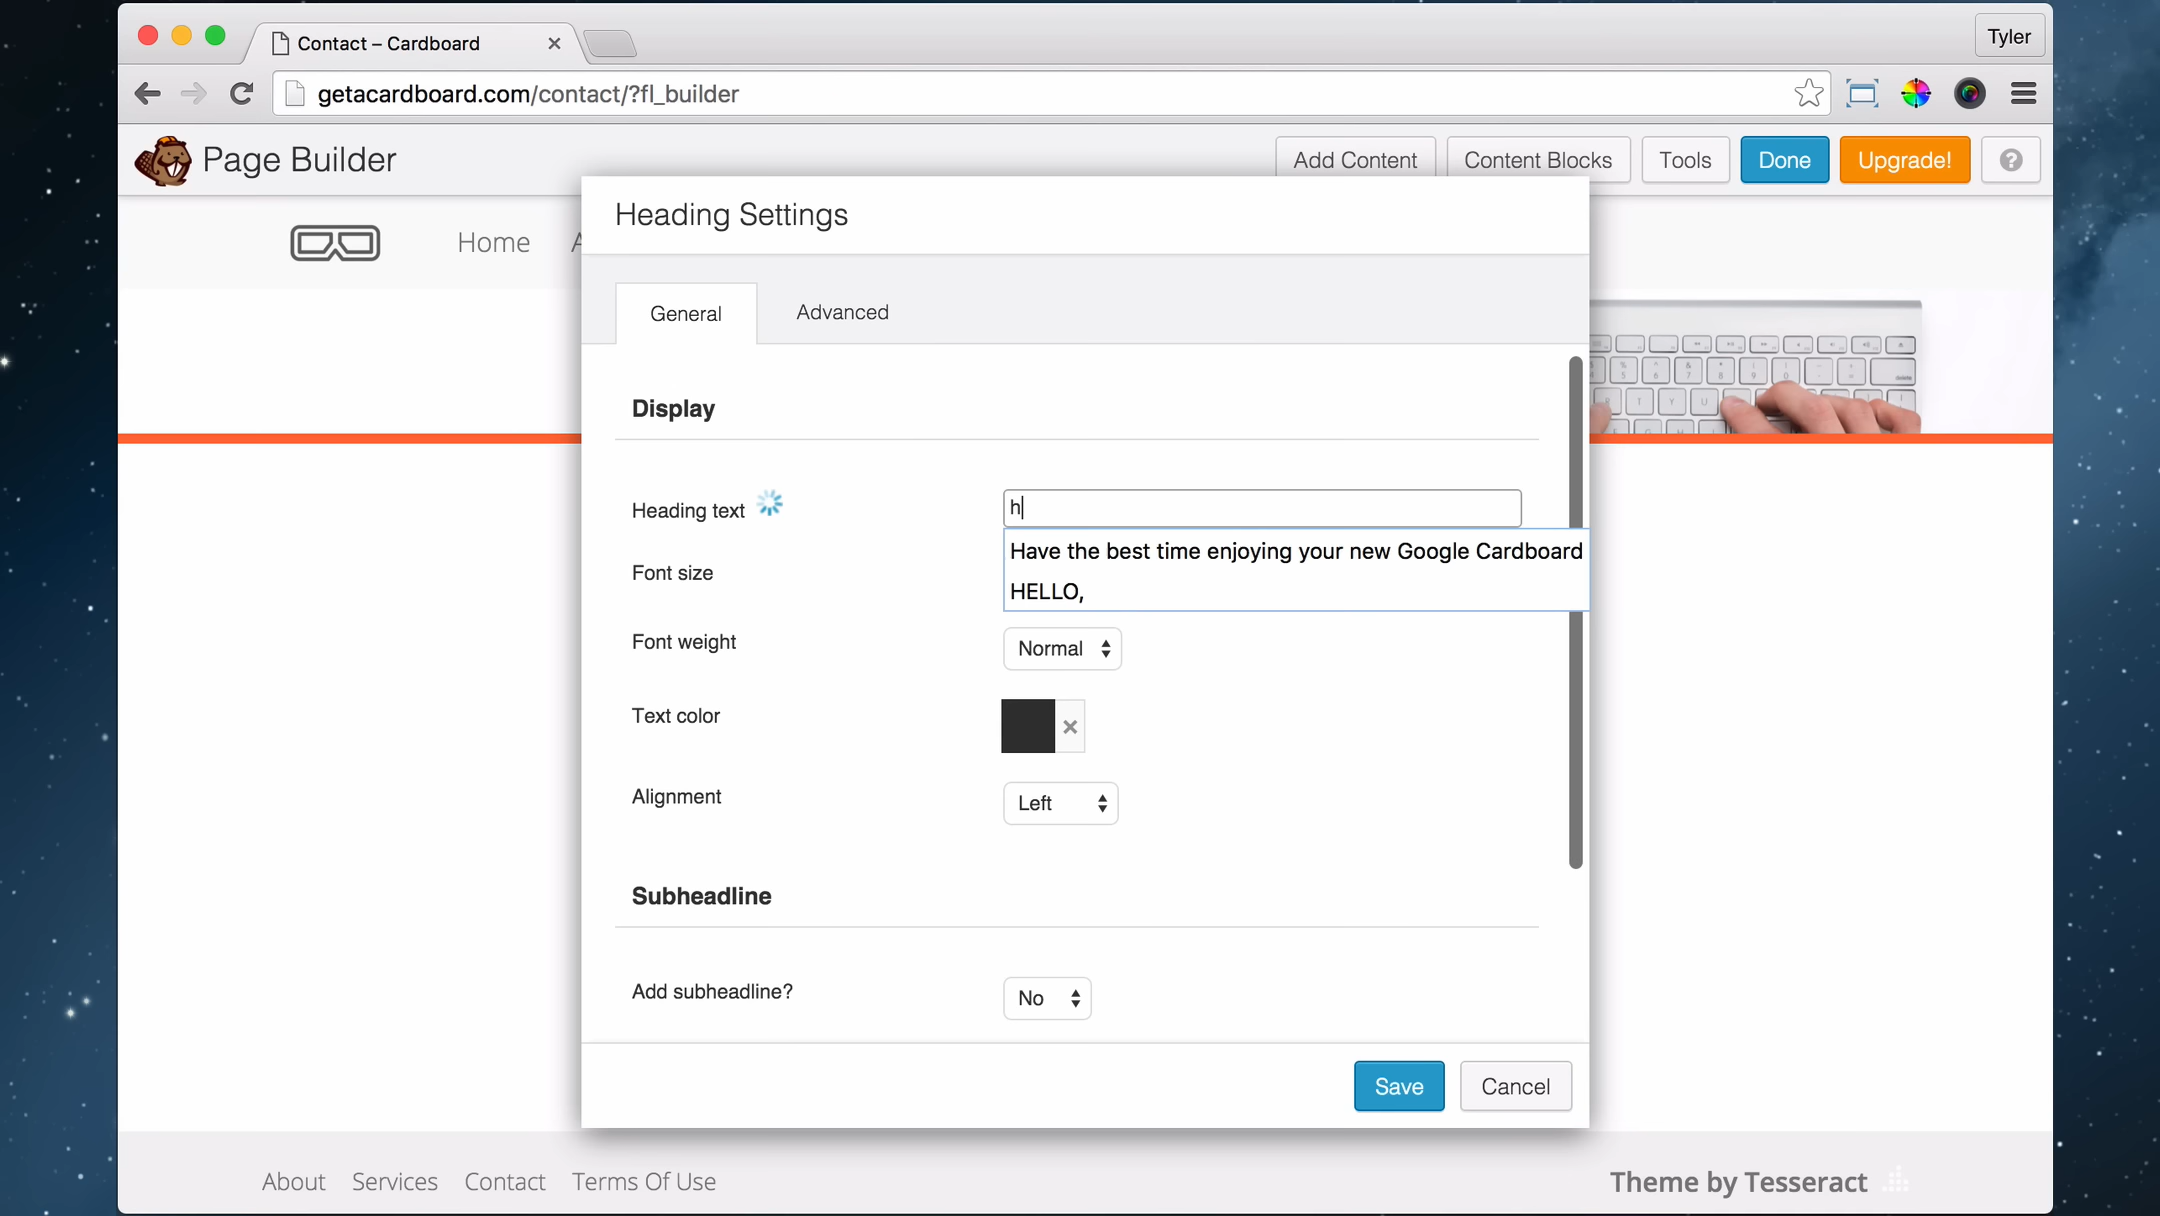 Contact – Cardboard
Tyler
getacardboard.com/contact/?fl_builder
Page Builder
Add Content
Content Blocks
Tools
Done
Upgrade!
?
Heading Settings
Home
General
Advanced
Display
Heading text
h
Have the best time enjoying your new Google Cardboard
HELLO,
Font size
Font weight
Normal
Text color
Alignment
Left
Subheadline
Add subheadline?
No
Save
Cancel
About
Services
Contact
Terms Of Use
Theme by Tesseract